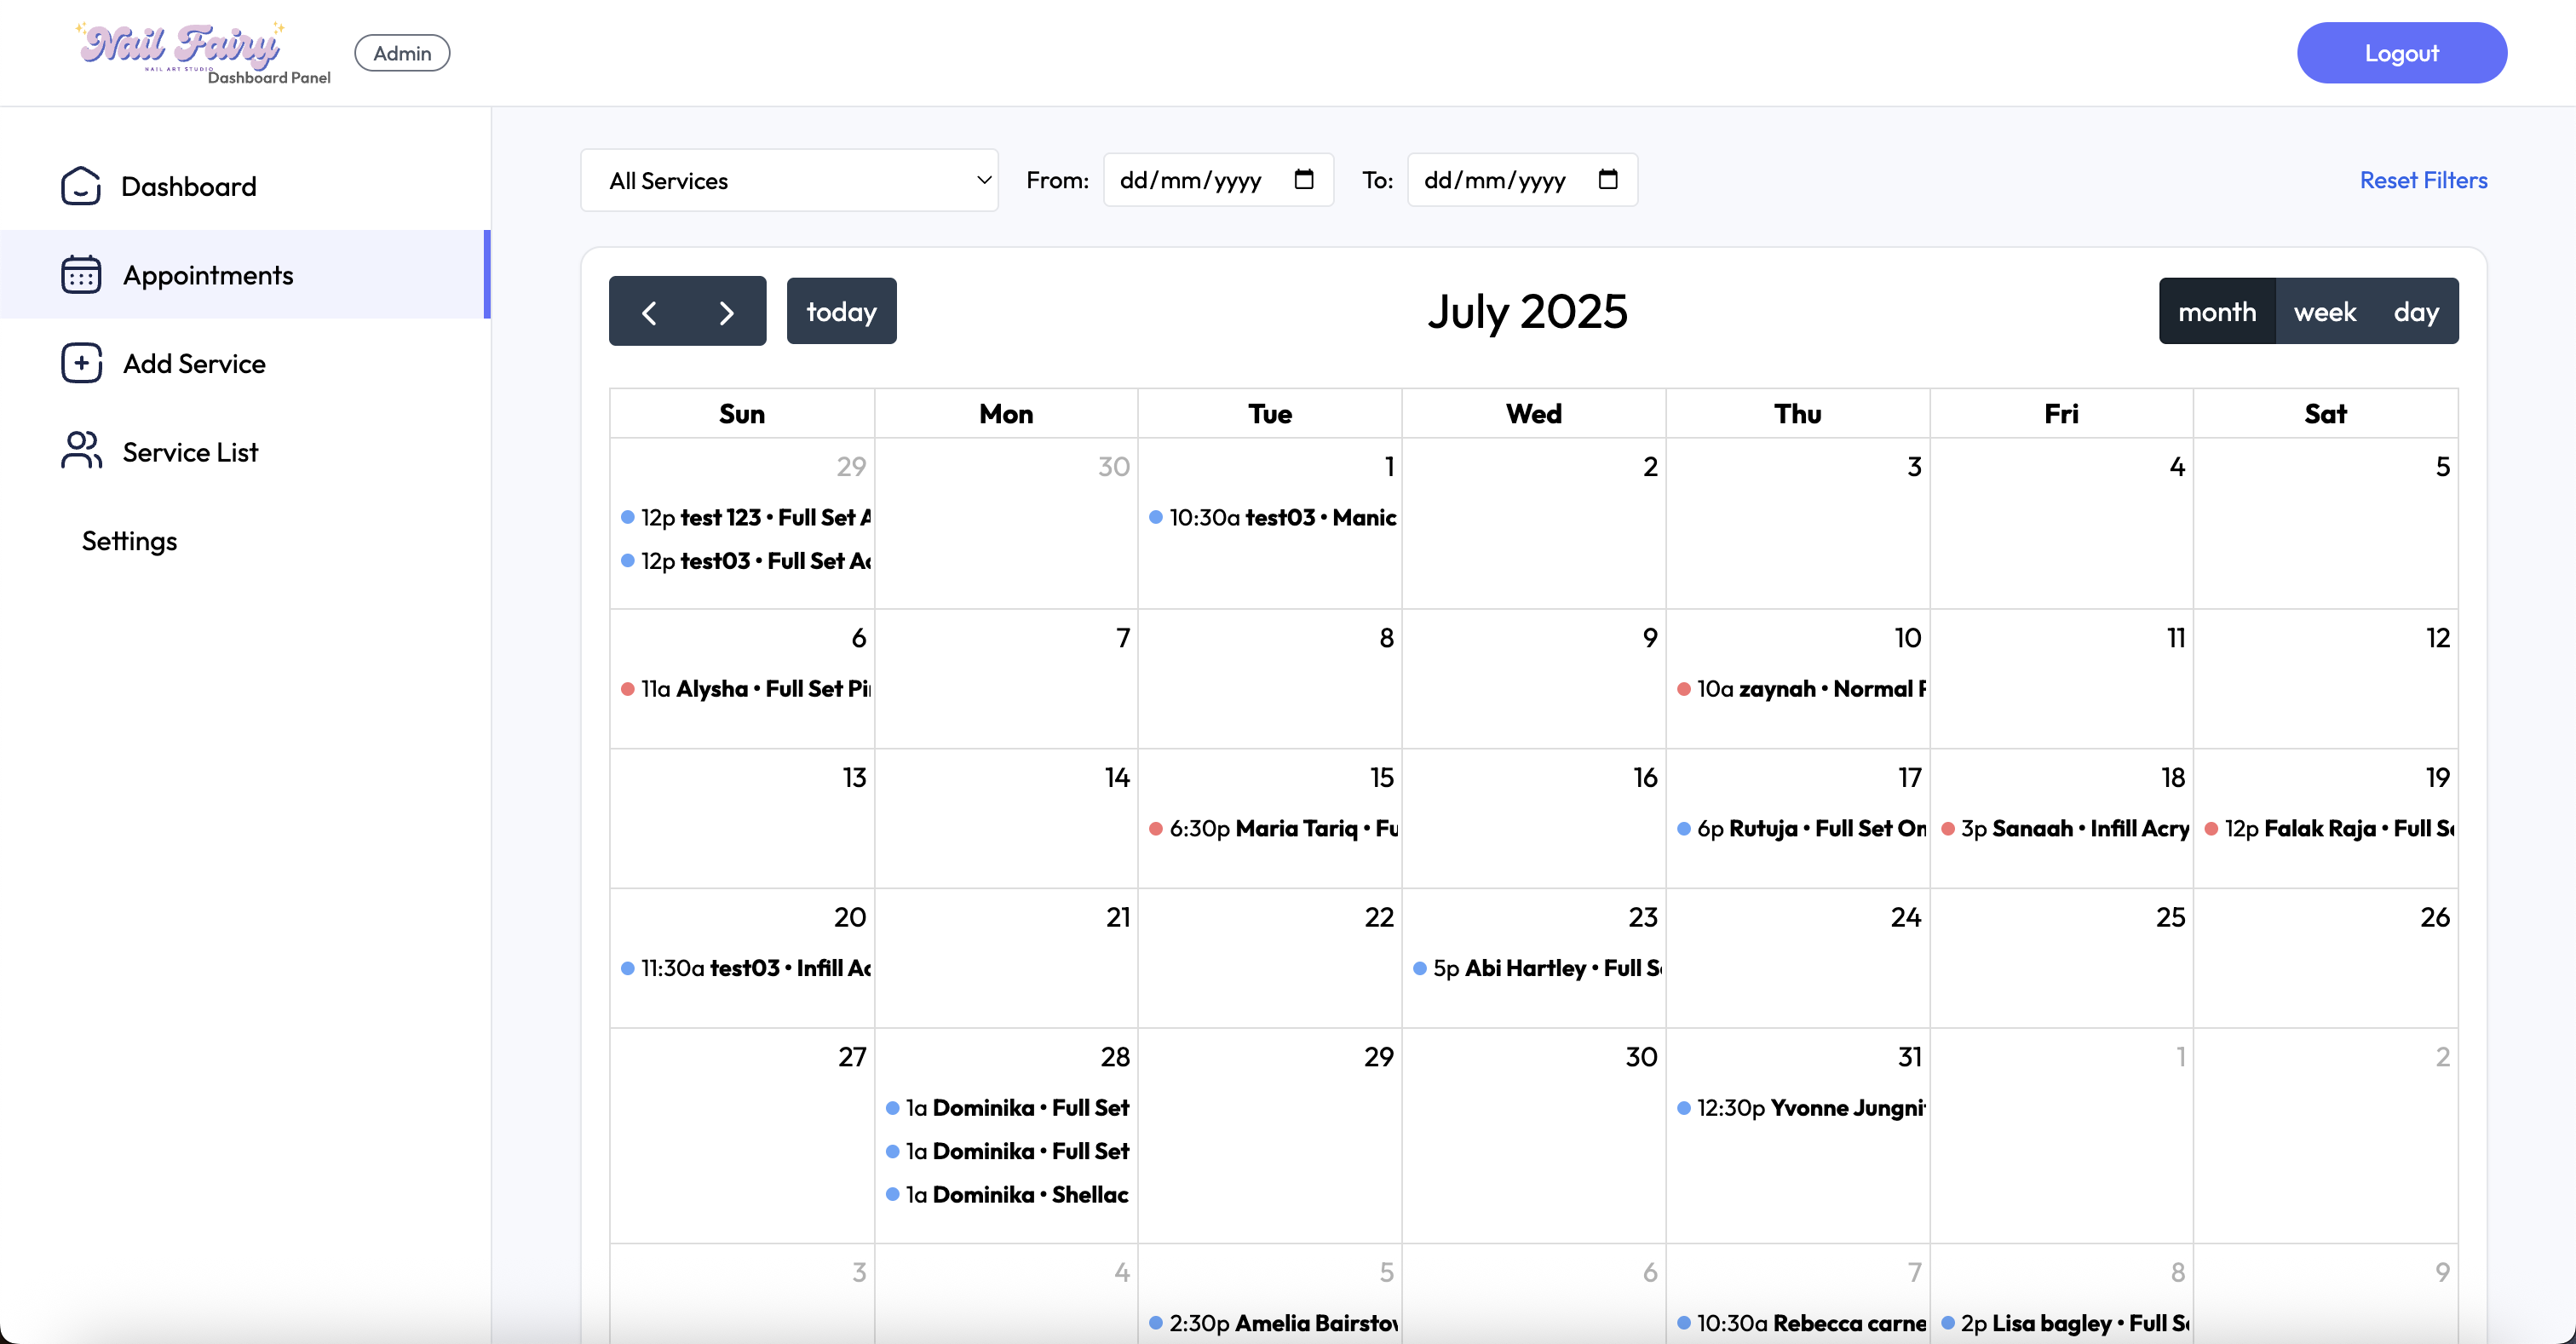 Nail Fairy
NAIL ART STUDIO
Dashboard Panel
Admin
Logout
Dashboard
Appointments
Add Service
Service List
Settings
All Services
From: dd/mm/yyyy To: dd/mm/yyyy
Reset Filters
today
July 2025
month week day
Sun Mon Tue Wed Thu Fri Sat
29 30 1 2 3 4 5
12p test 123 • Full Set A
12p test03 • Full Set Ac
10:30a test03 • Manic
6 7 8 9 10 11 12
11a Alysha • Full Set Pi
10a zaynah • Normal
13 14 15 16 17 18 19
6:30p Maria Tariq • Fu
6p Rutuja • Full Set On
3p Sanaah • Infill Acry
12p Falak Raja • Full Se
20 21 22 23 24 25 26
11:30a test03 • Infill Ac
5p Abi Hartley • Full Se
27 28 29 30 31 1 2
1a Dominika • Full Set
1a Dominika • Full Set
1a Dominika • Shellac
12:30p Yvonne Jungni
3 4 5 6 7 8 9
2:30p Amelia Bairstow
10:30a Rebecca carne
2p Lisa bagley • Full Se